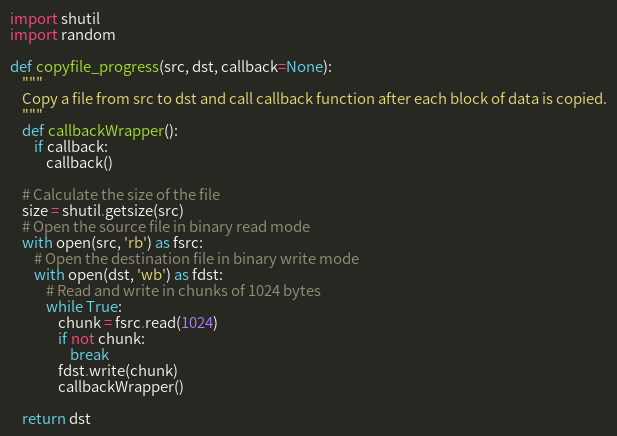 import shutil
import random

def copyfile_progress(src, dst, callback=None):
    """
    Copy a file from src to dst and call callback function after each block of data is copied.
    """
    def callbackWrapper():
        if callback:
            callback()

    # Calculate the size of the file
    size = shutil.getsize(src)
    # Open the source file in binary read mode
    with open(src, 'rb') as fsrc:
        # Open the destination file in binary write mode
        with open(dst, 'wb') as fdst:
            # Read and write in chunks of 1024 bytes
            while True:
                chunk = fsrc.read(1024)
                if not chunk:
                    break
                fdst.write(chunk)
                callbackWrapper()

    return dst